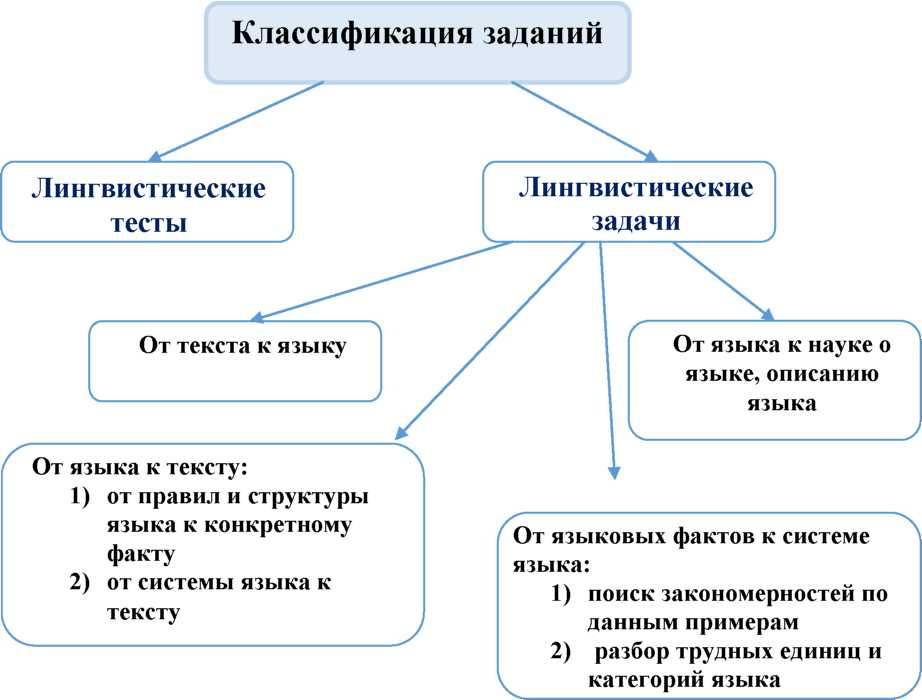 Классификация заданий
Лингвистические
тесты
Лингвистические
задачи
От текста к языку
От языка к науке о
языке, описанию
языка
От языка к тексту:
1) от правил и структуры
языка к конкретному
факту
2) от системы языка к
тексту
От языковых фактов к системе
языка:
1) поиск закономерностей по
данным примерам
2) разбор трудных единиц и
категорий языка